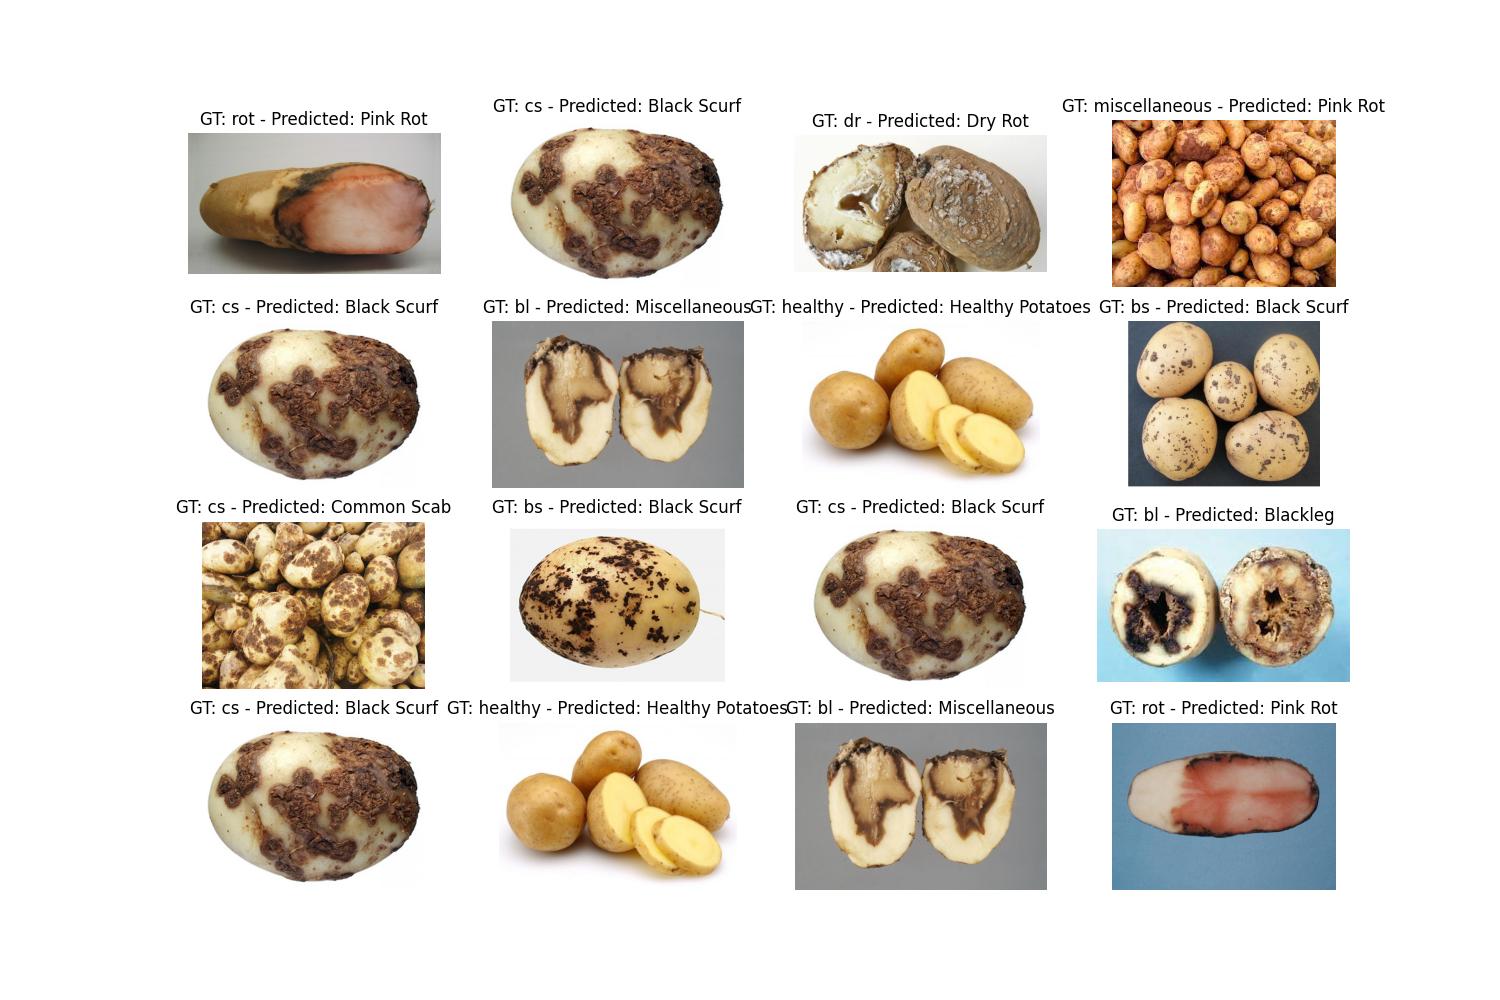 GT: rot - Predicted: Pink Rot
GT: cs - Predicted: Black Scurf
GT: dr - Predicted: Dry Rot
GT: miscellaneous - Predicted: Pink Rot
GT: cs - Predicted: Black Scurf
GT: bl - Predicted: Miscellaneous
GT: healthy - Predicted: Healthy Potatoes
GT: bs - Predicted: Black Scurf
GT: cs - Predicted: Common Scab
GT: bs - Predicted: Black Scurf
GT: cs - Predicted: Black Scurf
GT: bl - Predicted: Blackleg
GT: cs - Predicted: Black Scurf
GT: healthy - Predicted: Healthy Potatoes
GT: bl - Predicted: Miscellaneous
GT: rot - Predicted: Pink Rot